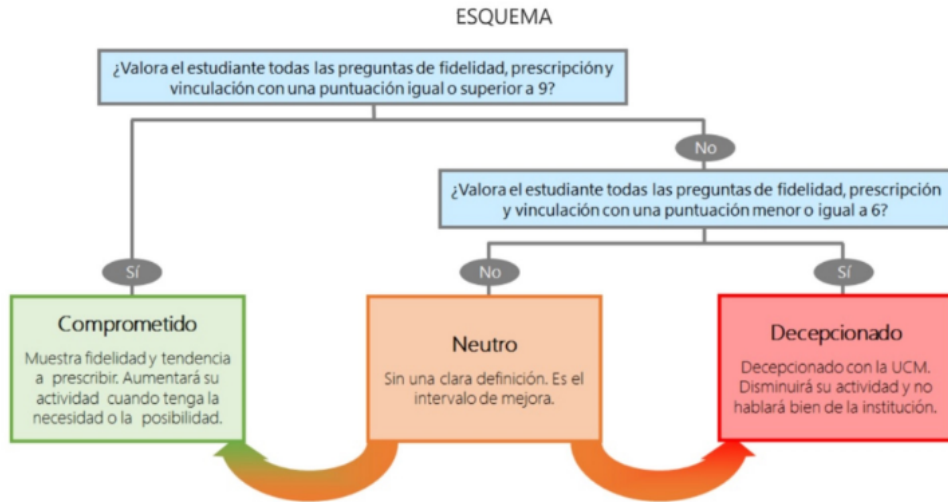 ESQUEMA
¿Valora el estudiante todas las preguntas de fidelidad, prescripción y
vinculación con una puntuación igual o superior a 9?
No
¿Valora el estudiante todas las preguntas de fidelidad, prescripción
y vinculación con una puntuación menor o igual a 6?
Sí
No
Sí
Comprometido
Muestra fidelidad y tendencia
a prescribir. Aumentará su
actividad cuando tenga la
necesidad o la posibilidad.
Neutro
Sin una clara definición. Es el
intervalo de mejora.
Decepcionado
Decepcionado con la UCM.
Disminuirá su actividad y no
hablará bien de la institución.